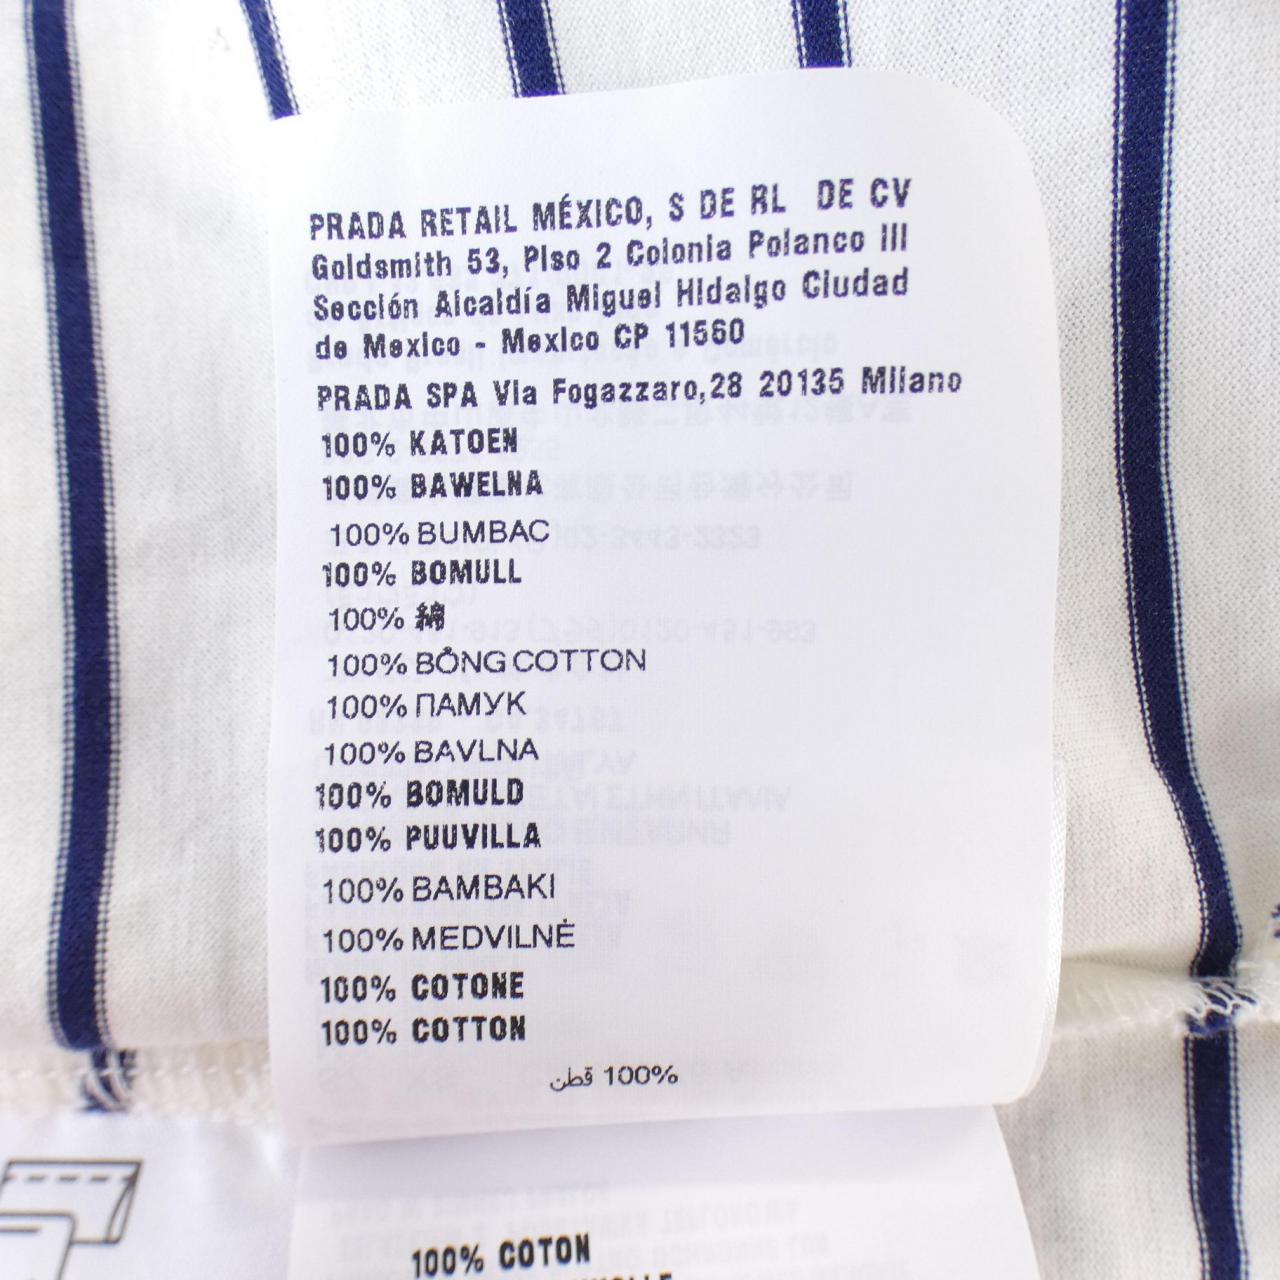 PRADA RETAIL MÉXICO, S DE RL DE CV
Goldsmith 53, Piso 2 Colonia Polanco III
Sección Alcaldía Miguel Hidalgo Ciudad
de Mexico - Mexico CP 11560
PRADA SPA Via Fogazzaro,28 20135 Milano
100% KATOEN
100% BAWELNA
100% BUMBAC
100% BOMULL
100% 綿
100% BÔNG COTTON
100% ПАМУК
100% BAVLNA
100% BOMULD
100% PUUVILLA
100% BAMBAKI
100% MEDVILNĖ
100% COTONE
100% COTTON
100% قطن
100% COTON